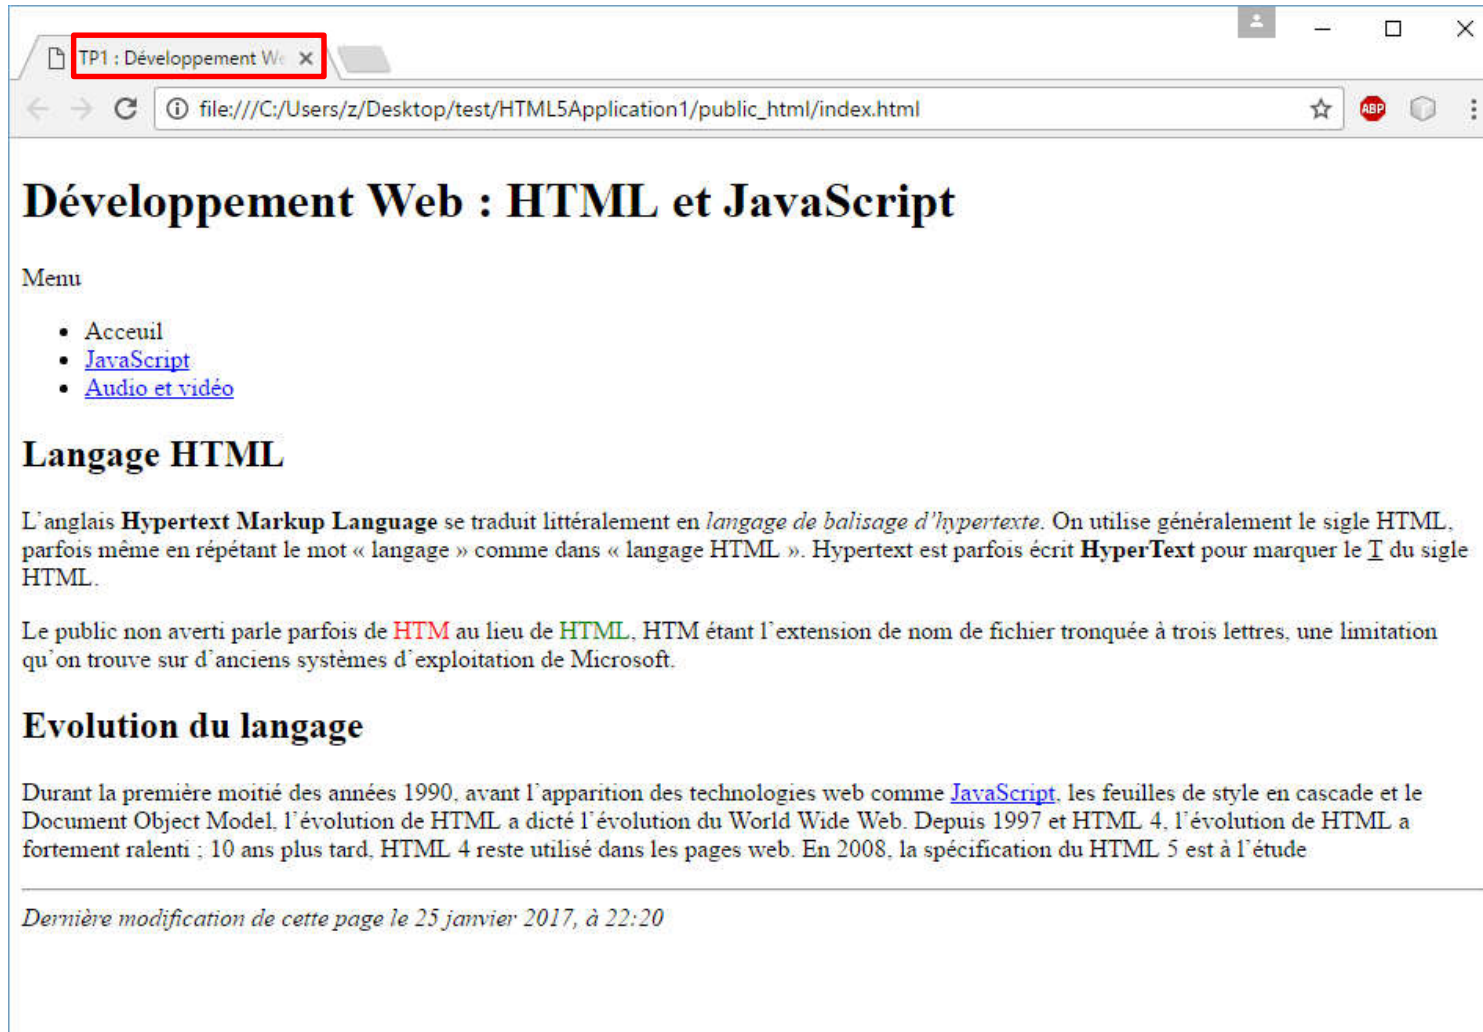 TP1 : Développement We
file:///C:/Users/z/Desktop/test/HTML5Application1/public_html/index.html
ABP
Développement Web : HTML et JavaScript
Menu
Acceuil
JavaScript
Audio et vidéo
Langage HTML
L'anglais Hypertext Markup Language se traduit littéralement en langage de balisage d'hypertexte. On utilise généralement le sigle HTML,
parfois même en répétant le mot « langage » comme dans « langage HTML ». Hypertext est parfois écrit HyperText pour marquer le T du sigle
HTML.
Le public non averti parle parfois de HTM au lieu de HTML, HTM étant l'extension de nom de fichier tronquée à trois lettres, une limitation
qu'on trouve sur d'anciens systèmes d'exploitation de Microsoft.
Evolution du langage
Durant la première moitié des années 1990, avant l'apparition des technologies web comme JavaScript, les feuilles de style en cascade et le
Document Object Model, l'évolution de HTML a dicté l'évolution du World Wide Web. Depuis 1997 et HTML 4, l'évolution de HTML a
fortement ralenti ; 10 ans plus tard, HTML 4 reste utilisé dans les pages web. En 2008, la spécification du HTML 5 est à l'étude
Dernière modification de cette page le 25 janvier 2017, à 22:20